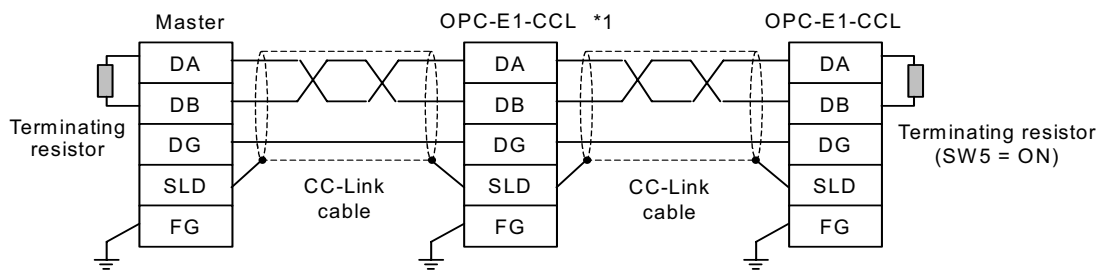 Master
OPC-E1-CCL *1
OPC-E1-CCL
DA
DB
DG
SLD
FG
DA
DB
DG
SLD
FG
DA
DB
DG
SLD
FG
Terminating
resistor
CC-Link
cable
CC-Link
cable
Terminating resistor
(SW5 = ON)